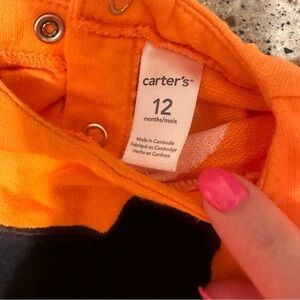 carter's
12
months/mois
Made in Cambodia
Fabriqué au Cambodge
Hecho en Camboya